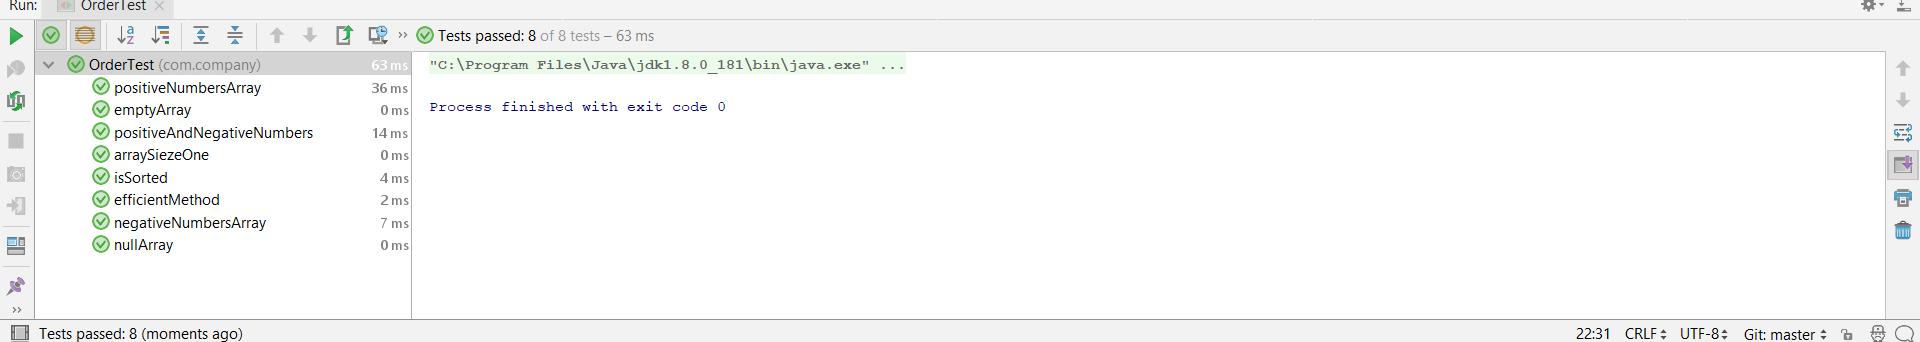 Run: OrderTest
Tests passed: 8 of 8 tests – 63 ms
OrderTest (com.company) 63 ms
positiveNumbersArray 36 ms
emptyArray 0 ms
positiveAndNegativeNumbers 14 ms
arraySiezeOne 0 ms
isSorted 4 ms
efficientMethod 2 ms
negativeNumbersArray 7 ms
nullArray 0 ms
"C:\Program Files\Java\jdk1.8.0_181\bin\java.exe" ...
Process finished with exit code 0
Tests passed: 8 (moments ago) 22:31 CRLF UTF-8 Git: master